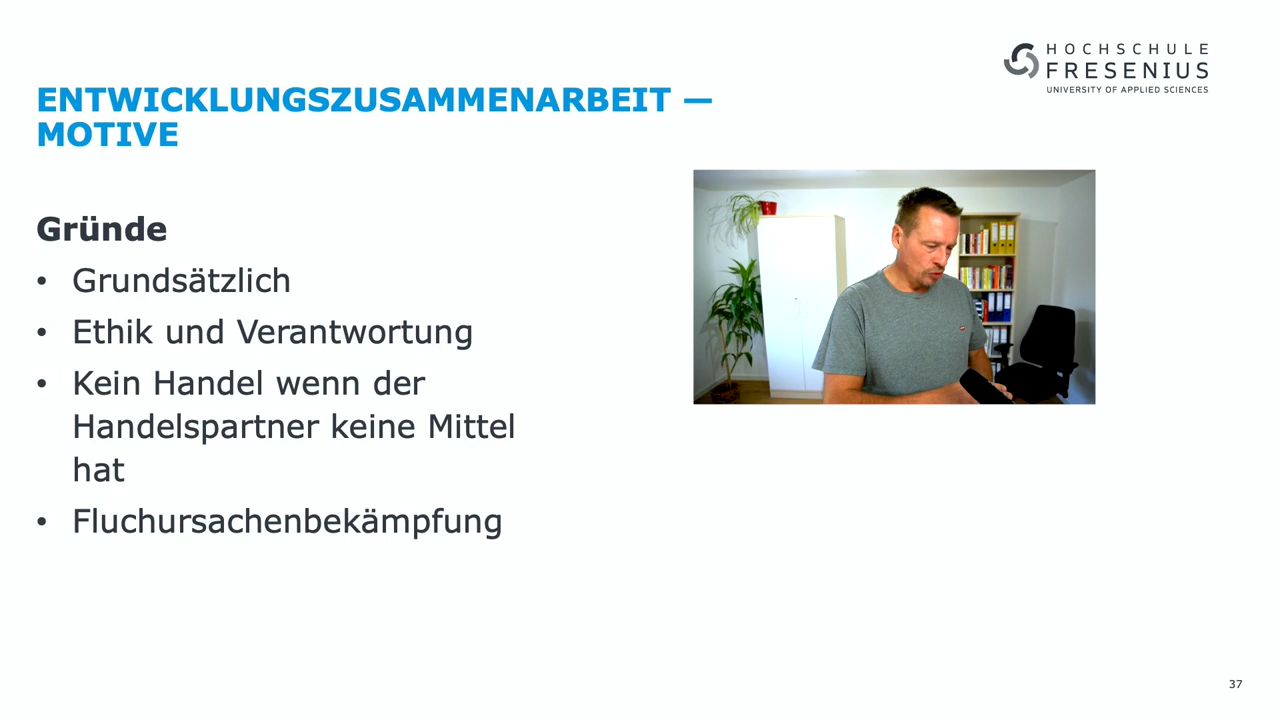 HOCHSCHULE
FRESENIUS
UNIVERSITY OF APPLIED SCIENCES
ENTWICKLUNGSZUSAMMENARBEIT —
MOTIVE
Gründe
• Grundsätzlich
• Ethik und Verantwortung
• Kein Handel wenn der
Handelspartner keine Mittel
hat
• Fluchursachenbekämpfung
37